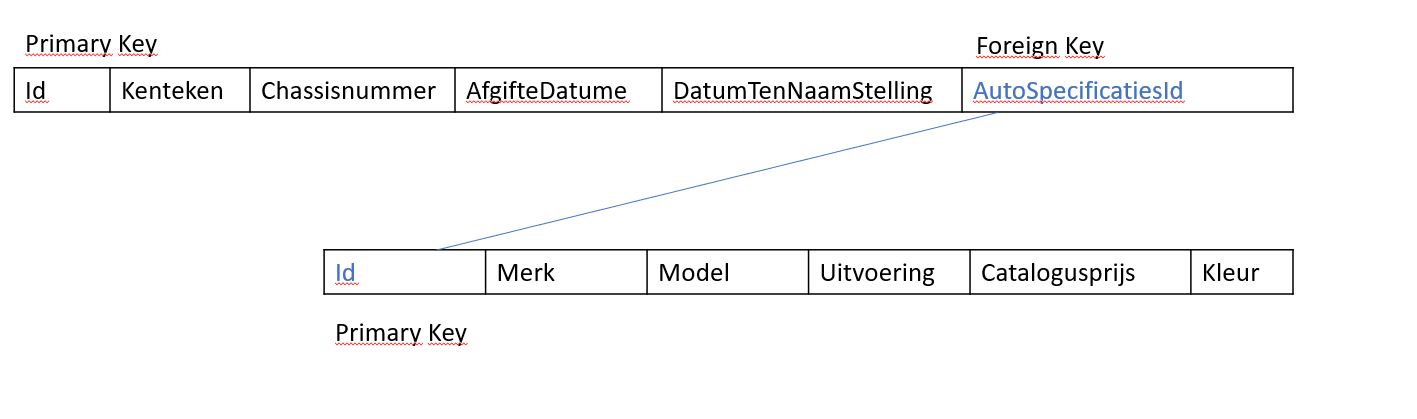 Primary Key
Foreign Key
Id Kenteken Chassisnummer AfgifteDatume DatumTenNaamStelling AutoSpecificatiesId
Id Merk Model Uitvoering Catalogusprijs Kleur
Primary Key